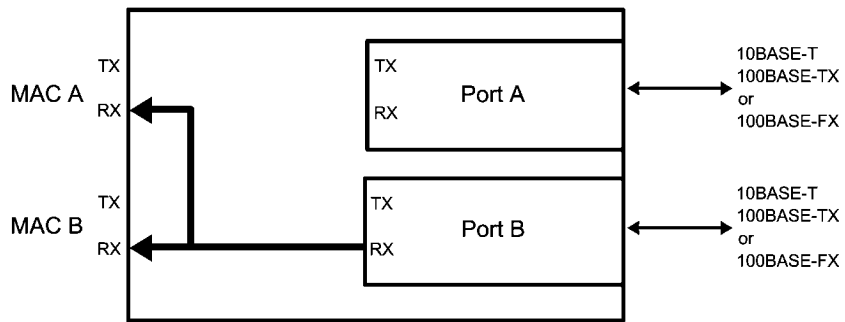 MAC A
TX
RX
TX
RX
Port A
10BASE-T
100BASE-TX
or
100BASE-FX
MAC B
TX
RX
TX
RX
Port B
10BASE-T
100BASE-TX
or
100BASE-FX